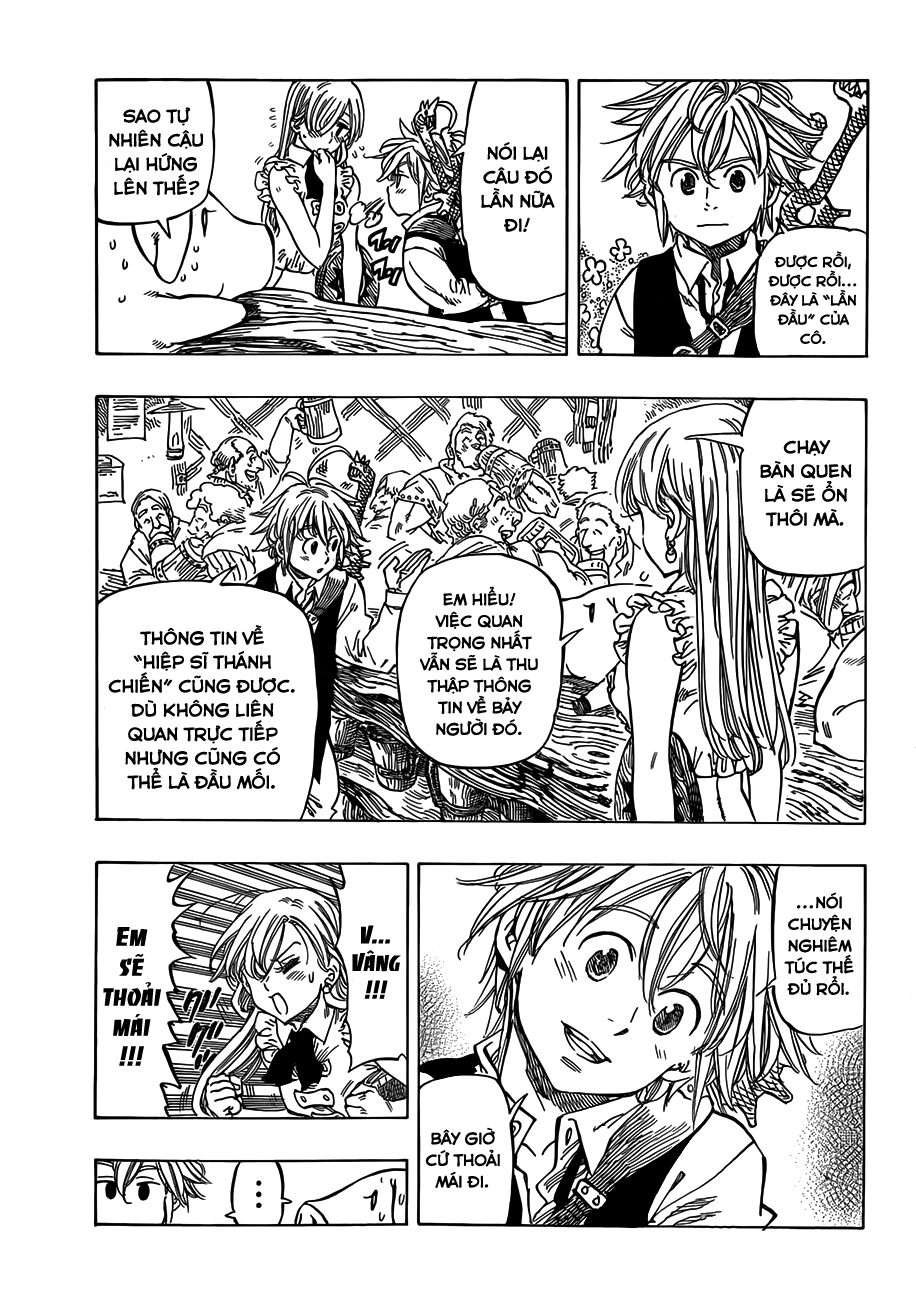 ĐƯỢC RỒI,
ĐƯỢC RỒI...
ĐÂY LÀ "LẦN
ĐẦU" CỦA
CÔ.
NÓI LẠI
CÂU ĐÓ
LẦN NỮA
ĐI!
SAO TỰ
NHIÊN CẬU
LẠI HỨNG
LÊN THẾ?
CHẠY
BÀN QUEN
LÀ SẼ ỔN
THÔI MÀ.
EM HIỂU!
VIỆC QUAN
TRỌNG NHẤT
VẪN SẼ LÀ THU
THẬP THÔNG
TIN VỀ BẢY
NGƯỜI ĐÓ.
THÔNG TIN VỀ
"HIỆP SĨ THÁNH
CHIẾN" CŨNG ĐƯỢC.
DÙ KHÔNG LIÊN
QUAN TRỰC TIẾP
NHƯNG CŨNG CÓ
THỂ LÀ ĐẦU MỐI.
...NÓI
CHUYỆN
NGHIÊM
TÚC THẾ
ĐỦ RỒI.
BÂY GIỜ
CỨ THOẢI
MÁI ĐI.
V...
VÂNG
!!!
EM
SẼ
THOẢI
MÁI
!!!
...